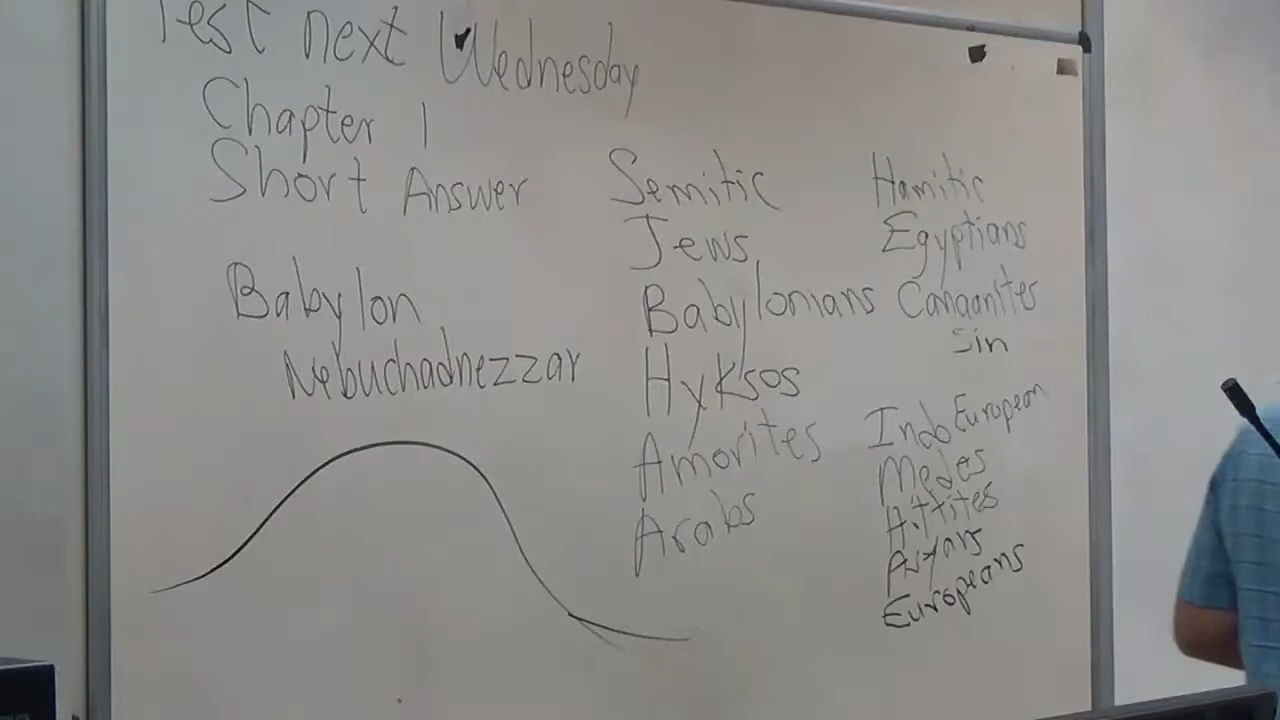 Test next Wednesday
Chapter 1
Short Answer
Babylon
Nebuchadnezzar
Semitic
Jews
Babylonians
Hyksos
Amorites
Arabs
Hamitic
Egyptians
Canaanites
Sin
Indo European
Medes
Hittites
Aryans
Europeans